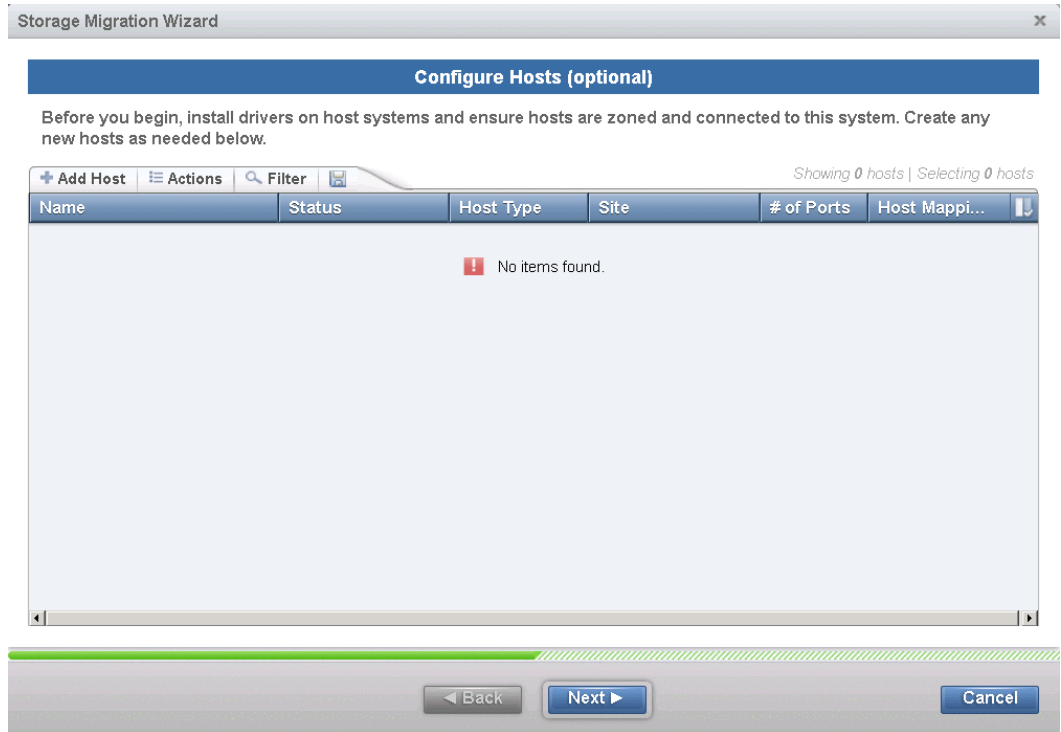 Storage Migration Wizard x
Configure Hosts (optional)
Before you begin, install drivers on host systems and ensure hosts are zoned and connected to this system. Create any
new hosts as needed below.
Add Host Actions Filter Showing 0 hosts | Selecting 0 hosts
Name Status Host Type Site # of Ports Host Mappi...
No items found.
Back Next Cancel